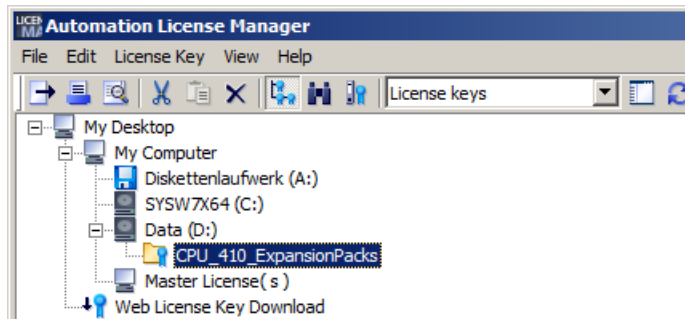 Automation License Manager
File Edit License Key View Help
License keys
My Desktop
My Computer
Diskettenlaufwerk (A:)
SYSW7X64 (C:)
Data (D:)
CPU_410_ExpansionPacks
Master License( s )
Web License Key Download